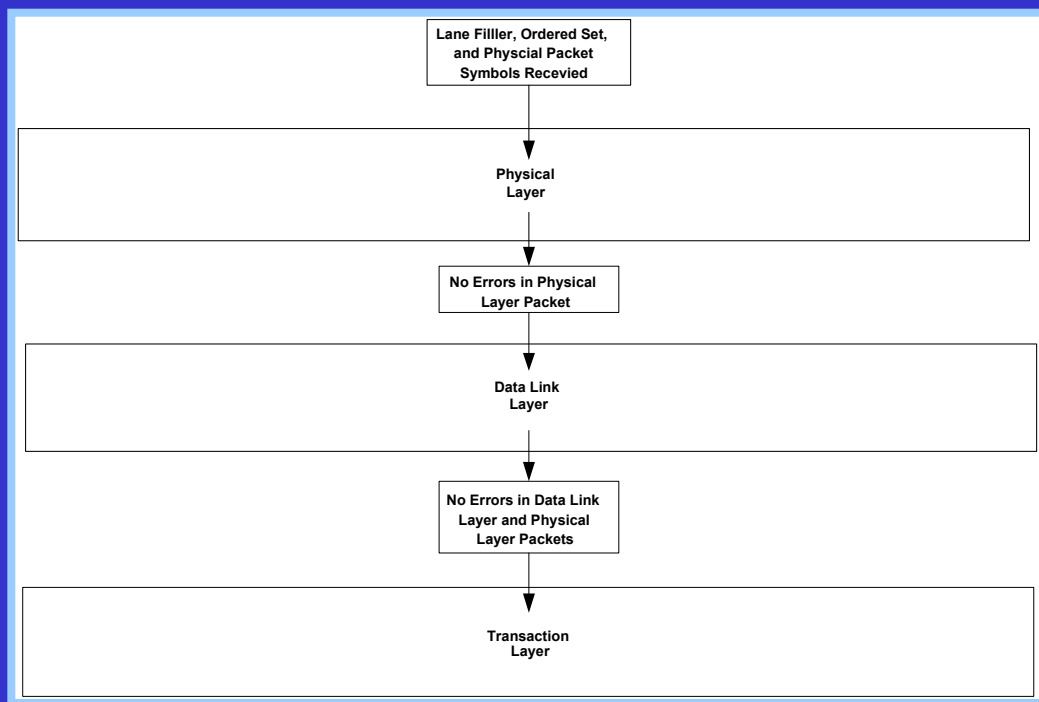 Lane Filller, Ordered Set,
and Physcial Packet
Symbols Recevied
Physical
Layer
No Errors in Physical
Layer Packet
Data Link
Layer
No Errors in Data Link
Layer and Physical
Layer Packets
Transaction
Layer